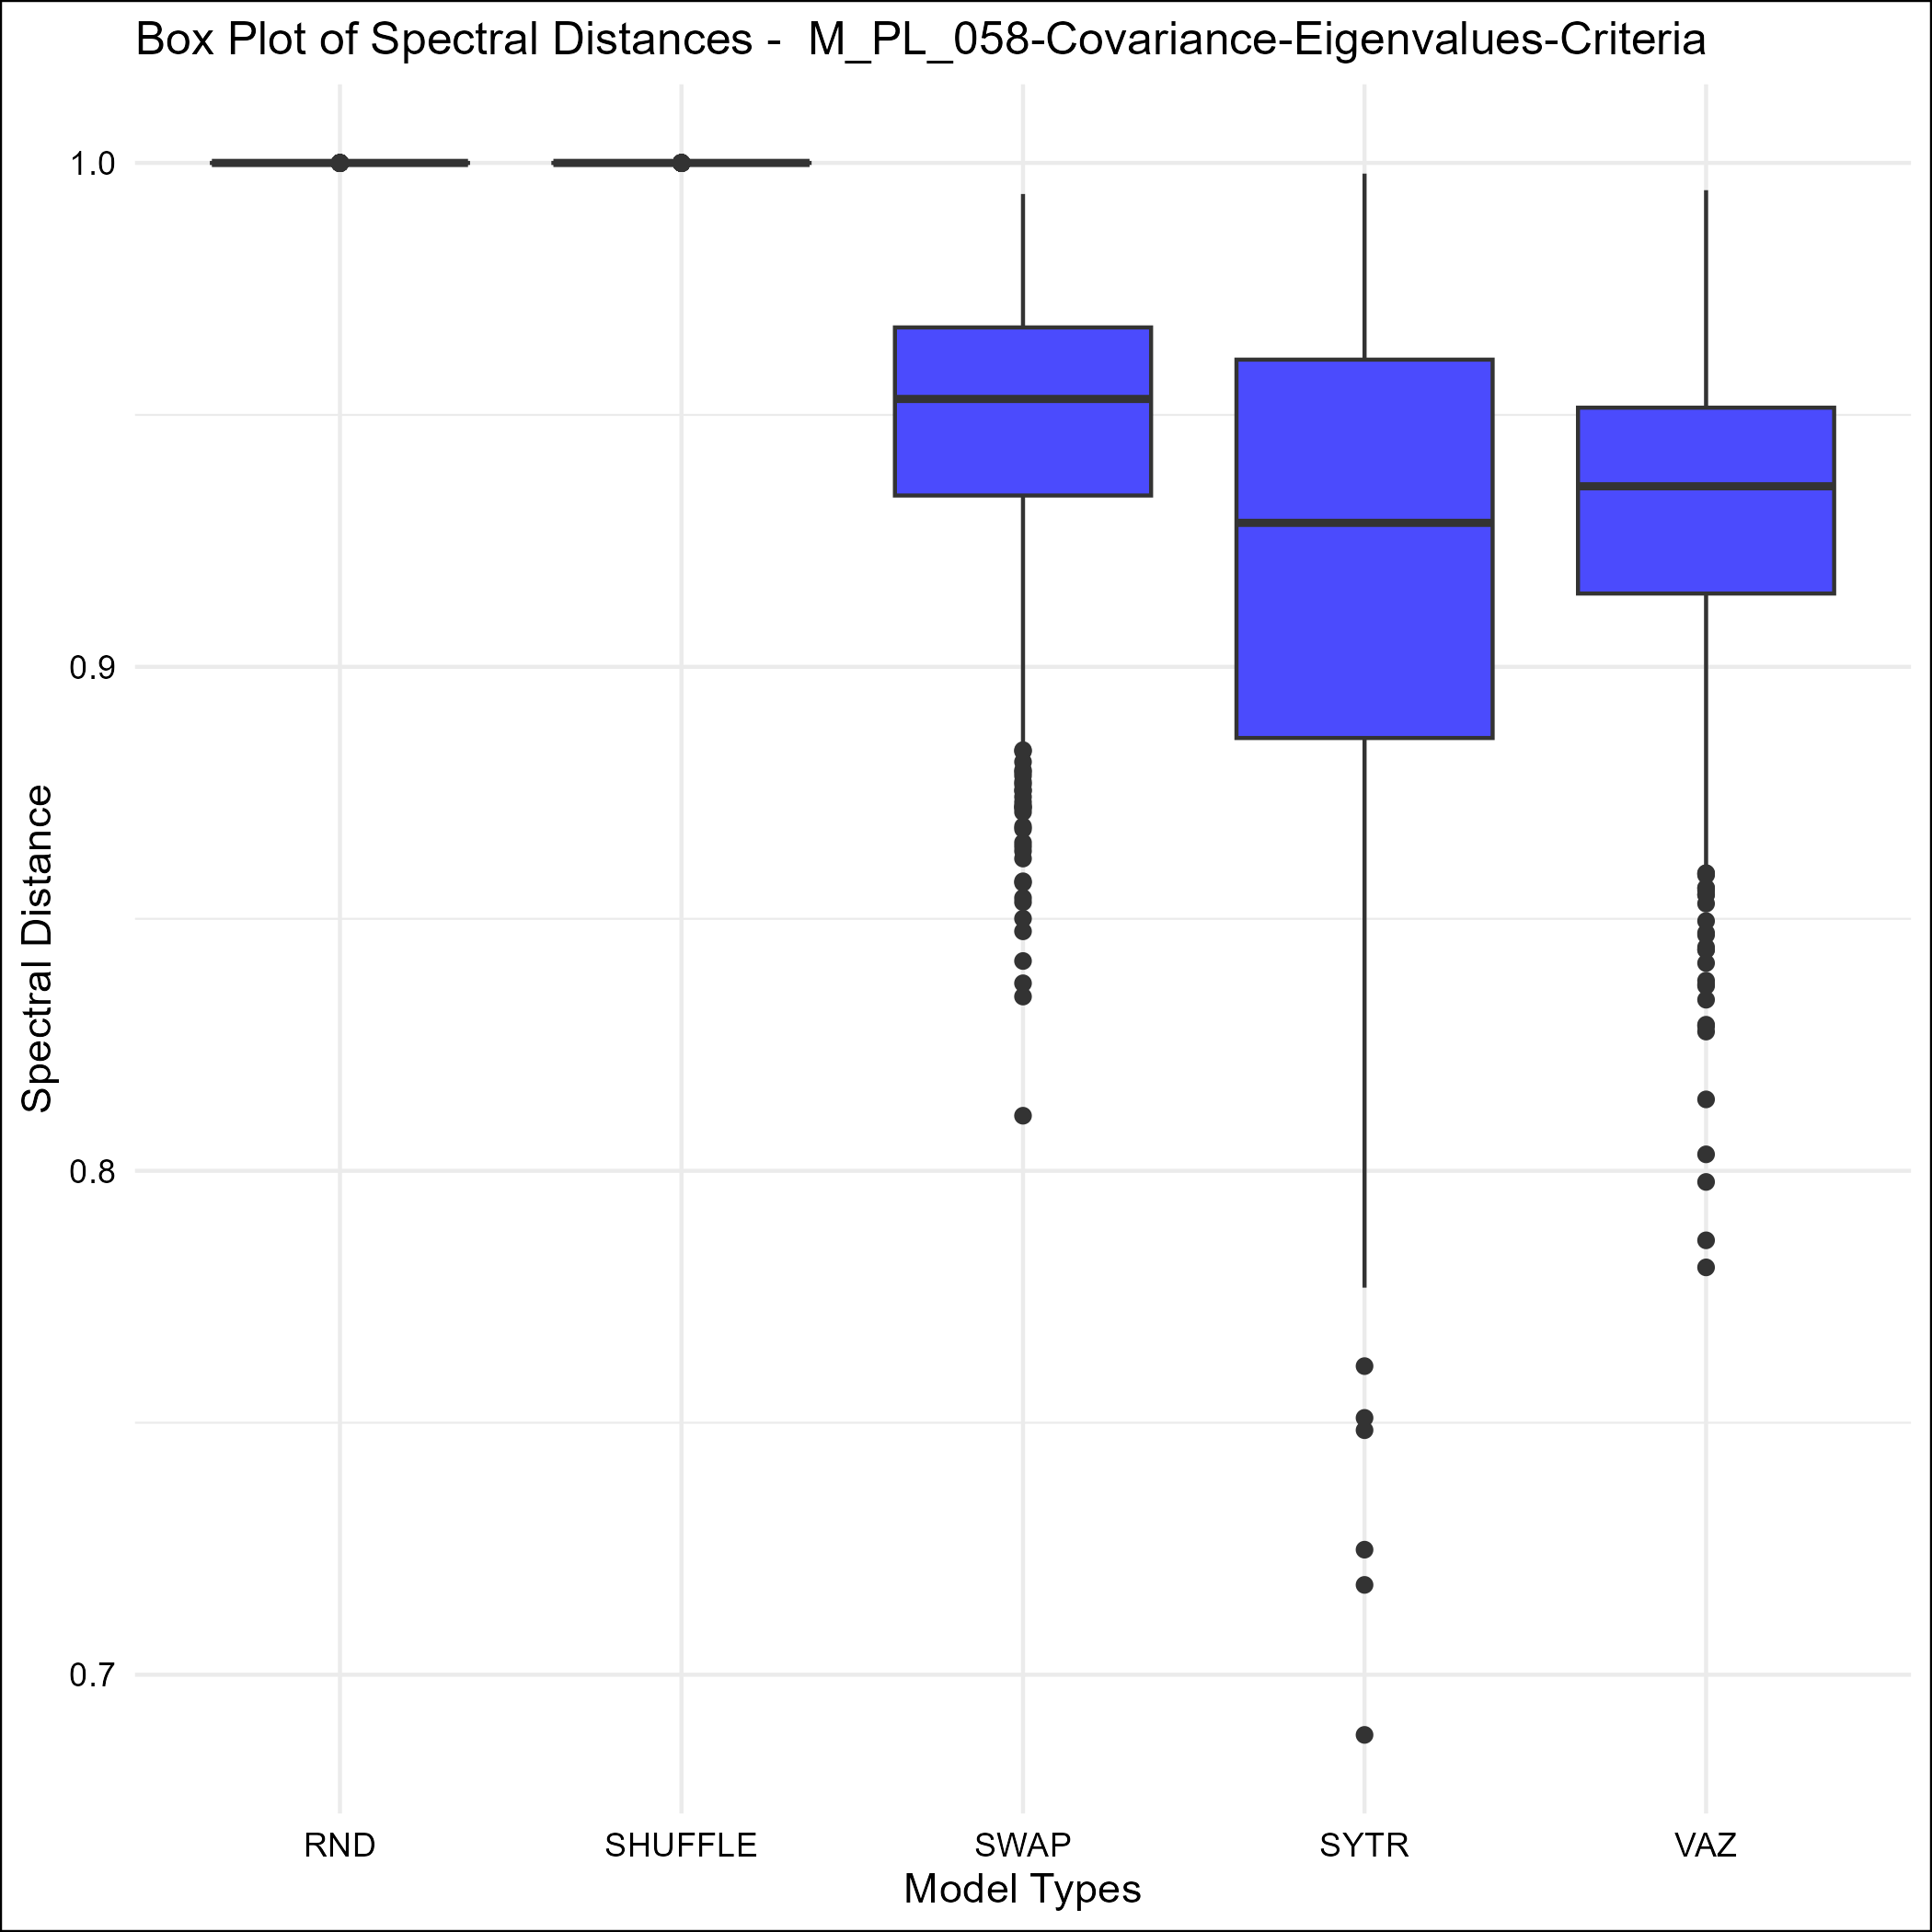 Box Plot of Spectral Distances -  M_PL_058-Covariance-Eigenvalues-Criteria
1.0
0.9
0.8
0.7
Spectral Distance
RND
SHUFFLE
SWAP
SYTR
VAZ
Model Types